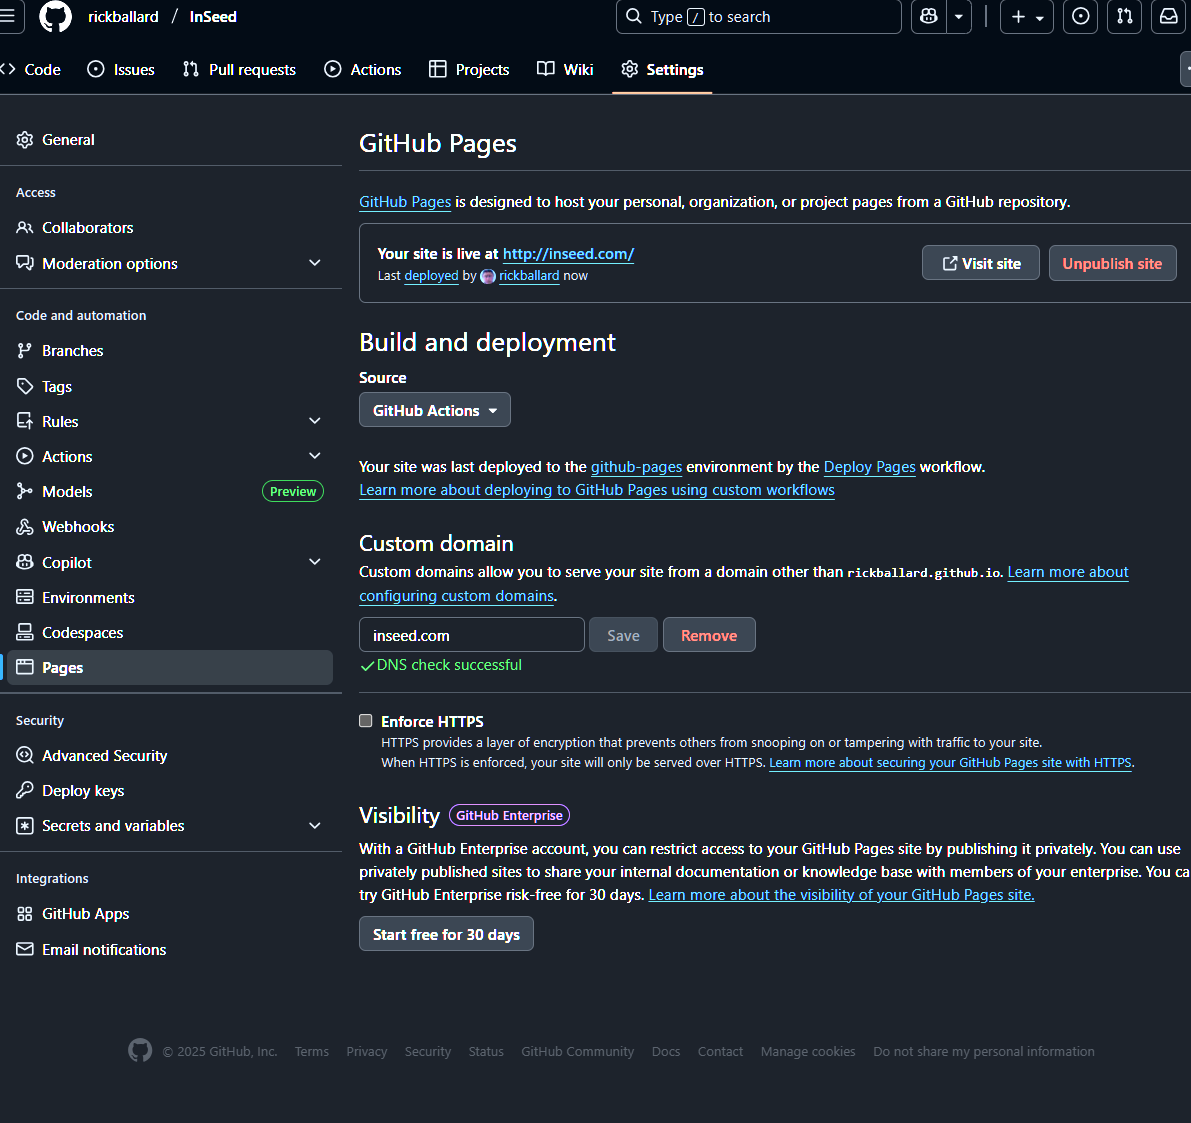 rickballard / InSeed
Type / to search
Code Issues Pull requests Actions Projects Wiki Settings
General
Access
Collaborators
Moderation options
Code and automation
Branches
Tags
Rules
Actions
Models Preview
Webhooks
Copilot
Environments
Codespaces
Pages
Security
Advanced Security
Deploy keys
Secrets and variables
Integrations
GitHub Apps
Email notifications
GitHub Pages
GitHub Pages is designed to host your personal, organization, or project pages from a GitHub repository.
Your site is live at http://inseed.com/
Last deployed by rickballard now
Visit site
Unpublish site
Build and deployment
Source
GitHub Actions
Your site was last deployed to the github-pages environment by the Deploy Pages workflow.
Learn more about deploying to GitHub Pages using custom workflows
Custom domain
Custom domains allow you to serve your site from a domain other than rickballard.github.io. Learn more about
configuring custom domains.
inseed.com Save Remove
DNS check successful
Enforce HTTPS
HTTPS provides a layer of encryption that prevents others from snooping on or tampering with traffic to your site.
When HTTPS is enforced, your site will only be served over HTTPS. Learn more about securing your GitHub Pages site with HTTPS.
Visibility GitHub Enterprise
With a GitHub Enterprise account, you can restrict access to your GitHub Pages site by publishing it privately. You can use
privately published sites to share your internal documentation or knowledge base with members of your enterprise. You ca
try GitHub Enterprise risk-free for 30 days. Learn more about the visibility of your GitHub Pages site.
Start free for 30 days
© 2025 GitHub, Inc. Terms Privacy Security Status GitHub Community Docs Contact Manage cookies Do not share my personal information